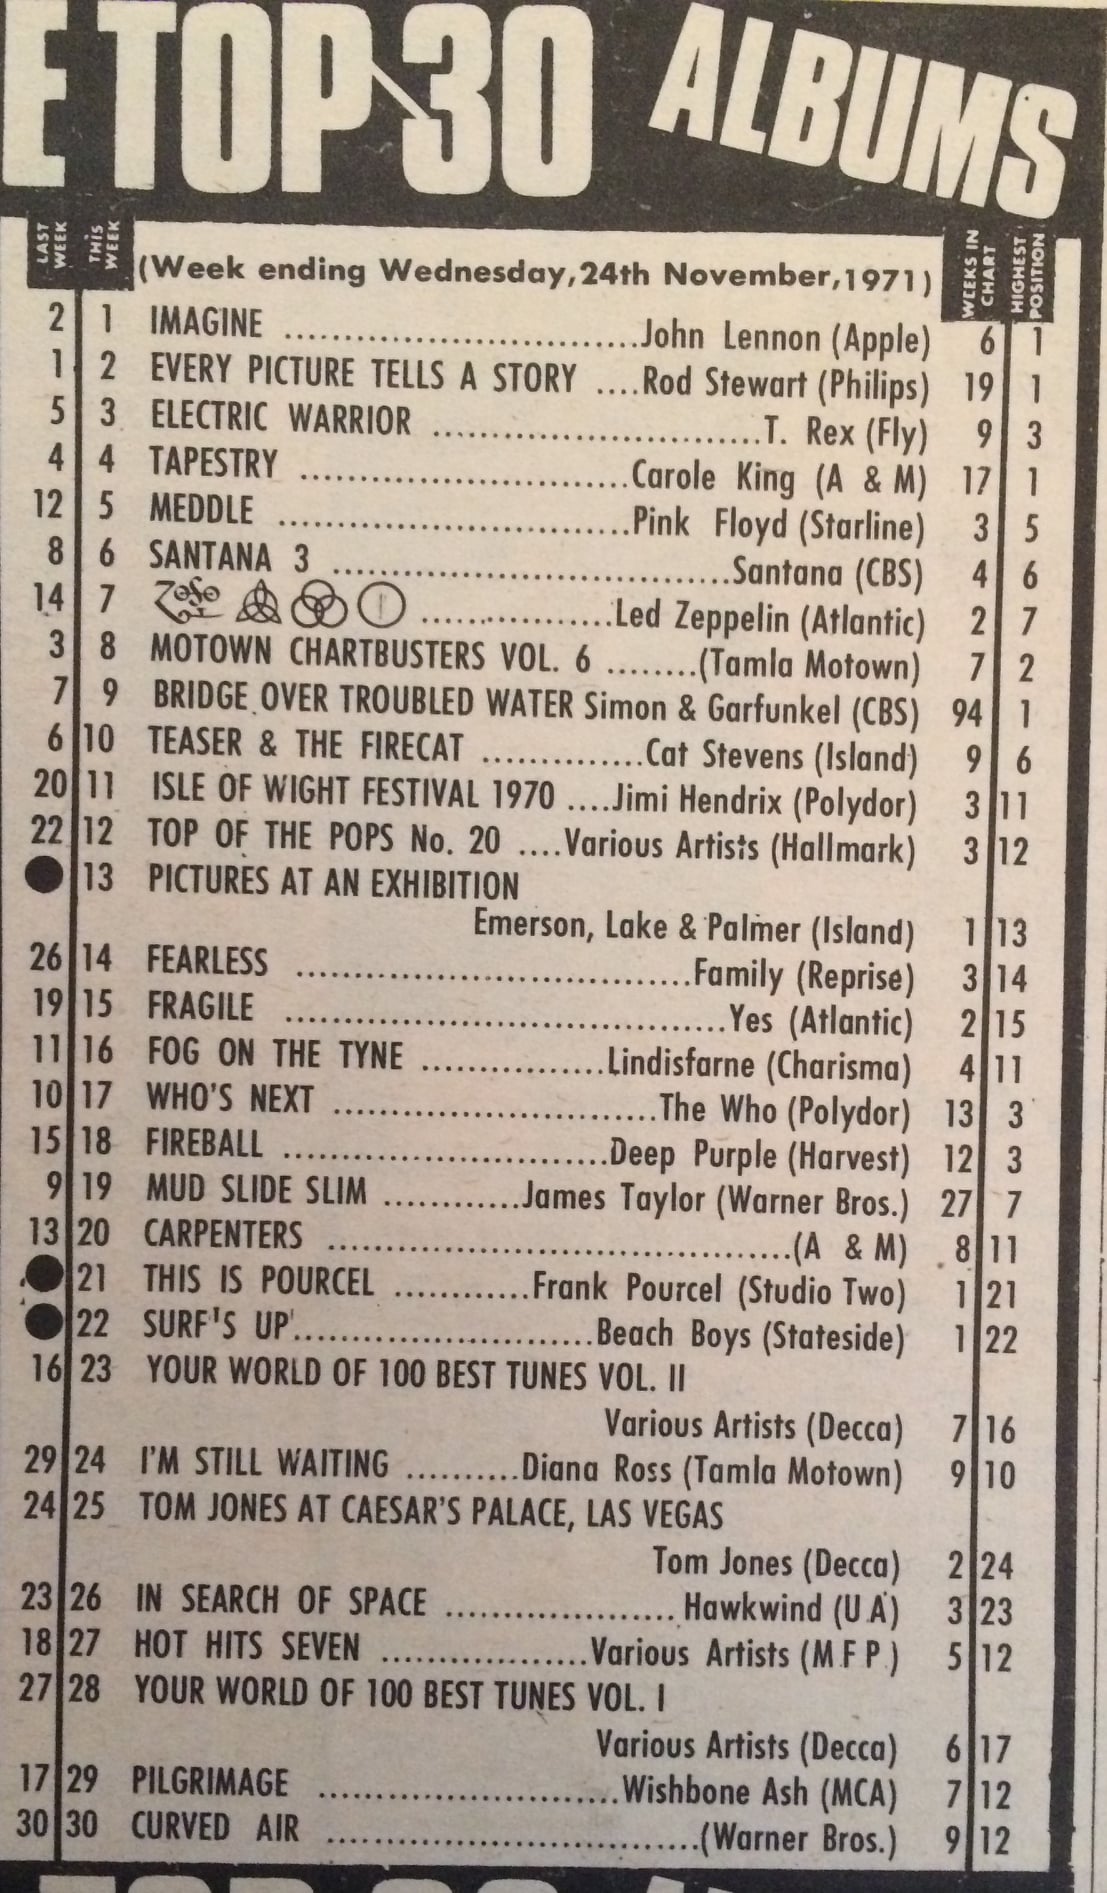 E TOP 30 ALBUMS
LAST WEEK THIS WEEK WEEKS IN CHART HIGHEST POSITION
(Week ending Wednesday, 24th November, 1971)
2 1 IMAGINE ..............................John Lennon (Apple) 6 1
1 2 EVERY PICTURE TELLS A STORY ....Rod Stewart (Philips) 19 1
5 3 ELECTRIC WARRIOR ............................T. Rex (Fly) 9 3
4 4 TAPESTRY ............................Carole King (A & M) 17 1
12 5 MEDDLE ..............................Pink Floyd (Starline) 3 5
8 6 SANTANA 3 ..................................Santana (CBS) 4 6
14 7 ZoSo ..................Led Zeppelin (Atlantic) 2 7
3 8 MOTOWN CHARTBUSTERS VOL. 6 ........(Tamla Motown) 7 2
7 9 BRIDGE OVER TROUBLED WATER Simon & Garfunkel (CBS) 94 1
6 10 TEASER & THE FIRECAT ..............Cat Stevens (Island) 9 6
20 11 ISLE OF WIGHT FESTIVAL 1970 ....Jimi Hendrix (Polydor) 3 11
22 12 TOP OF THE POPS No. 20 ....Various Artists (Hallmark) 3 12
● 13 PICTURES AT AN EXHIBITION
Emerson, Lake & Palmer (Island) 1 13
26 14 FEARLESS ..................................Family (Reprise) 3 14
19 15 FRAGILE ......................................Yes (Atlantic) 2 15
11 16 FOG ON THE TYNE ................Lindisfarne (Charisma) 4 11
10 17 WHO'S NEXT ............................The Who (Polydor) 13 3
15 18 FIREBALL ............................Deep Purple (Harvest) 12 3
9 19 MUD SLIDE SLIM ............James Taylor (Warner Bros.) 27 7
13 20 CARPENTERS ........................................(A & M) 8 11
● 21 THIS IS POURCEL ............Frank Pourcel (Studio Two) 1 21
● 22 SURF'S UP..........................Beach Boys (Stateside) 1 22
16 23 YOUR WORLD OF 100 BEST TUNES VOL. II
Various Artists (Decca) 7 16
29 24 I'M STILL WAITING ..........Diana Ross (Tamla Motown) 9 10
24 25 TOM JONES AT CAESAR'S PALACE, LAS VEGAS
Tom Jones (Decca) 2 24
23 26 IN SEARCH OF SPACE ....................Hawkwind (U A) 3 23
18 27 HOT HITS SEVEN ..................Various Artists (M F P ) 5 12
27 28 YOUR WORLD OF 100 BEST TUNES VOL. I
Various Artists (Decca) 6 17
17 29 PILGRIMAGE ..........................Wishbone Ash (MCA) 7 12
30 30 CURVED AIR ................................(Warner Bros.) 9 12